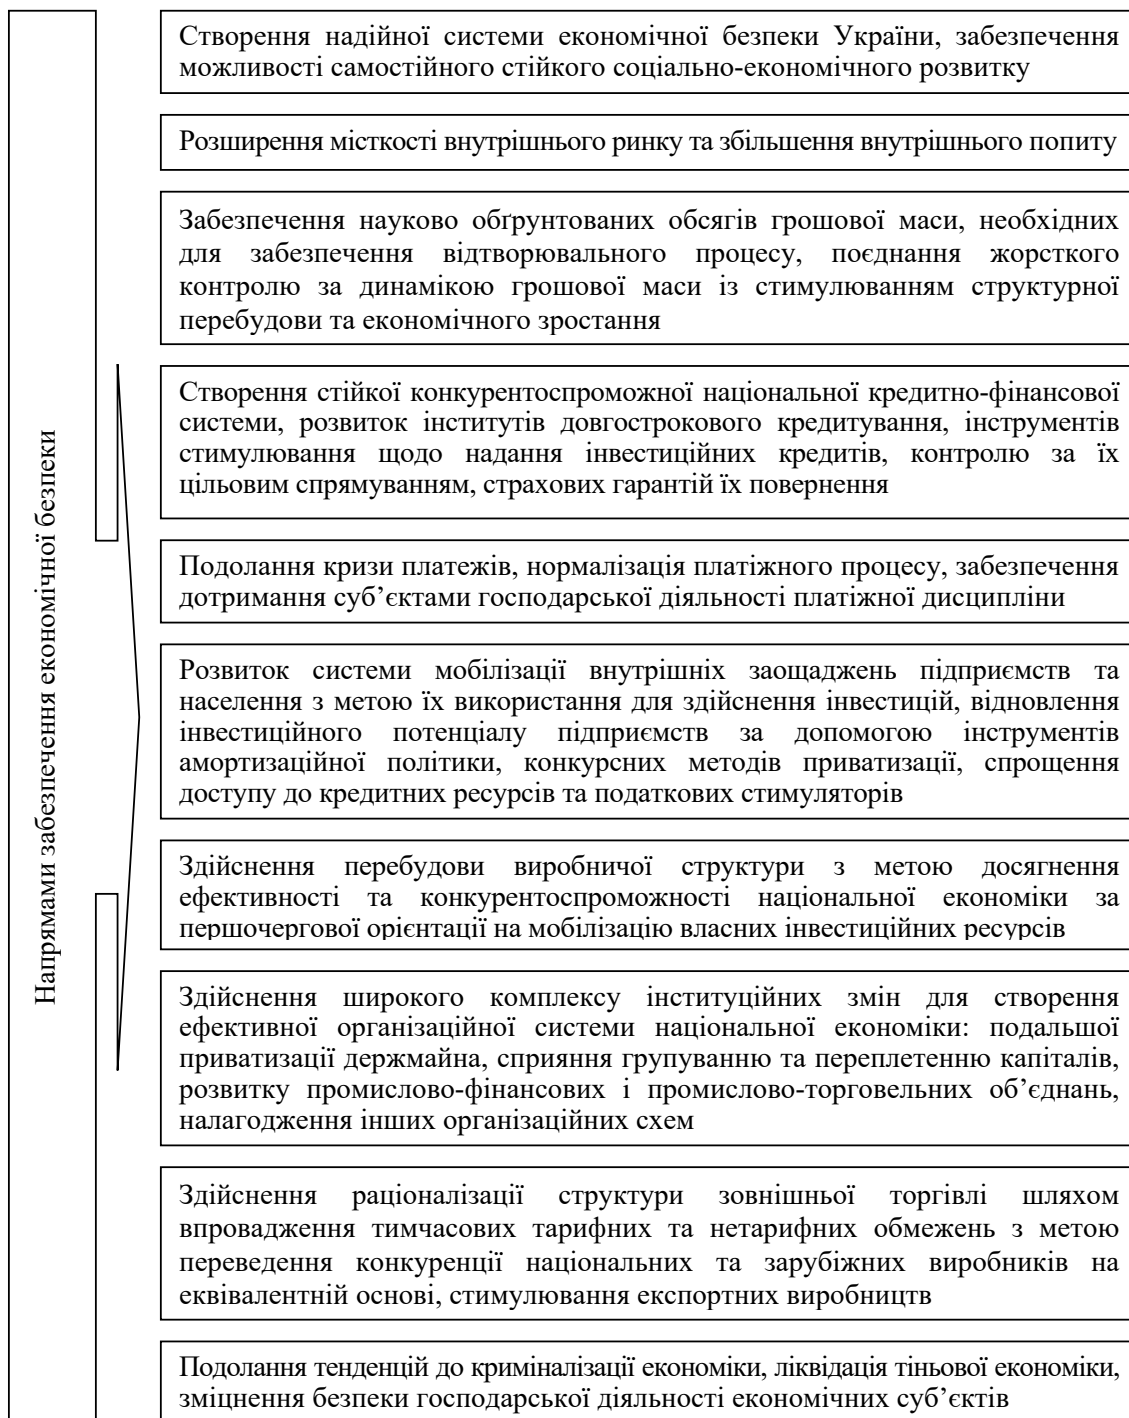 Напрямами забезпечення економічної безпеки
Створення надійної системи економічної безпеки України, забезпечення
можливості самостійного стійкого соціально-економічного розвитку
Розширення місткості внутрішнього ринку та збільшення внутрішнього попиту
Забезпечення науково обґрунтованих обсягів грошової маси, необхідних
для забезпечення відтворювального процесу, поєднання жорсткого
контролю за динамікою грошової маси із стимулюванням структурної
перебудови та економічного зростання
Створення стійкої конкурентоспроможної національної кредитно-фінансової
системи, розвиток інститутів довгострокового кредитування, інструментів
стимулювання щодо надання інвестиційних кредитів, контролю за їх
цільовим спрямуванням, страхових гарантій їх повернення
Подолання кризи платежів, нормалізація платіжного процесу, забезпечення
дотримання суб’єктами господарської діяльності платіжної дисципліни
Розвиток системи мобілізації внутрішніх заощаджень підприємств та
населення з метою їх використання для здійснення інвестицій, відновлення
інвестиційного потенціалу підприємств за допомогою інструментів
амортизаційної політики, конкурсних методів приватизації, спрощення
доступу до кредитних ресурсів та податкових стимуляторів
Здійснення перебудови виробничої структури з метою досягнення
ефективності та конкурентоспроможності національної економіки за
першочергової орієнтації на мобілізацію власних інвестиційних ресурсів
Здійснення широкого комплексу інституційних змін для створення
ефективної організаційної системи національної економіки: подальшої
приватизації держмайна, сприяння групуванню та переплетенню капіталів,
розвитку промислово-фінансових і промислово-торговельних об’єднань,
налагодження інших організаційних схем
Здійснення раціоналізації структури зовнішньої торгівлі шляхом
впровадження тимчасових тарифних та нетарифних обмежень з метою
переведення конкуренції національних та зарубіжних виробників на
еквівалентній основі, стимулювання експортних виробництв
Подолання тенденцій до криміналізації економіки, ліквідація тіньової економіки,
зміцнення безпеки господарської діяльності економічних суб’єктів